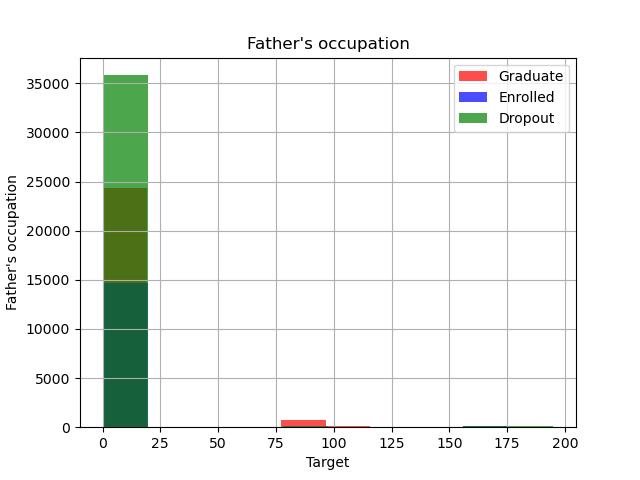 Father's occupation
Graduate
Enrolled
Dropout
Father's occupation
35000
30000
25000
20000
15000
10000
5000
0
0 25 50 75 100 125 150 175 200
Target